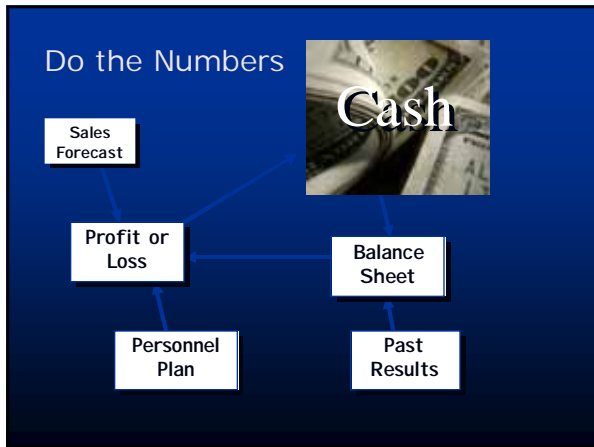 Do the Numbers
Cash
Sales
Forecast
Profit or
Loss
Balance
Sheet
Personnel
Plan
Past
Results